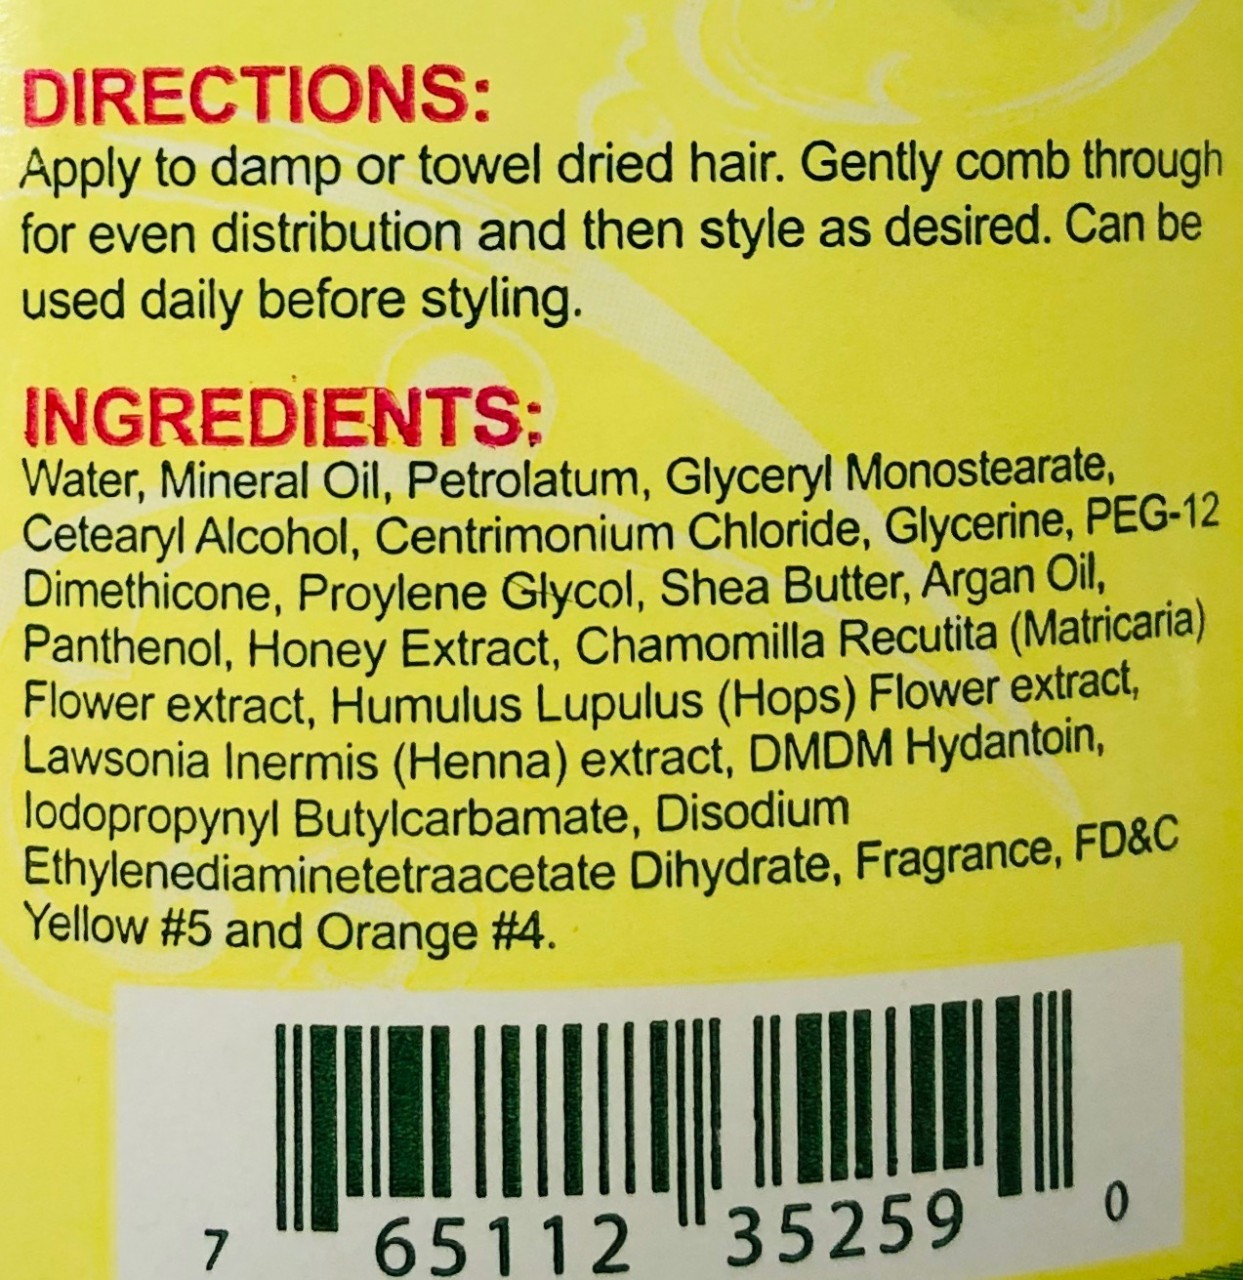 DIRECTIONS:
Apply to damp or towel dried hair. Gently comb through
for even distribution and then style as desired. Can be
used daily before styling.
INGREDIENTS:
Water, Mineral Oil, Petrolatum, Glyceryl Monostearate,
Cetearyl Alcohol, Centrimonium Chloride, Glycerine, PEG-12
Dimethicone, Proylene Glycol, Shea Butter, Argan Oil,
Panthenol, Honey Extract, Chamomilla Recutita (Matricaria)
Flower extract, Humulus Lupulus (Hops) Flower extract,
Lawsonia Inermis (Henna) extract, DMDM Hydantoin,
Iodopropynyl Butylcarbamate, Disodium
Ethylenediaminetetraacetate Dihydrate, Fragrance, FD&C
Yellow #5 and Orange #4.
7 65112 35259 0